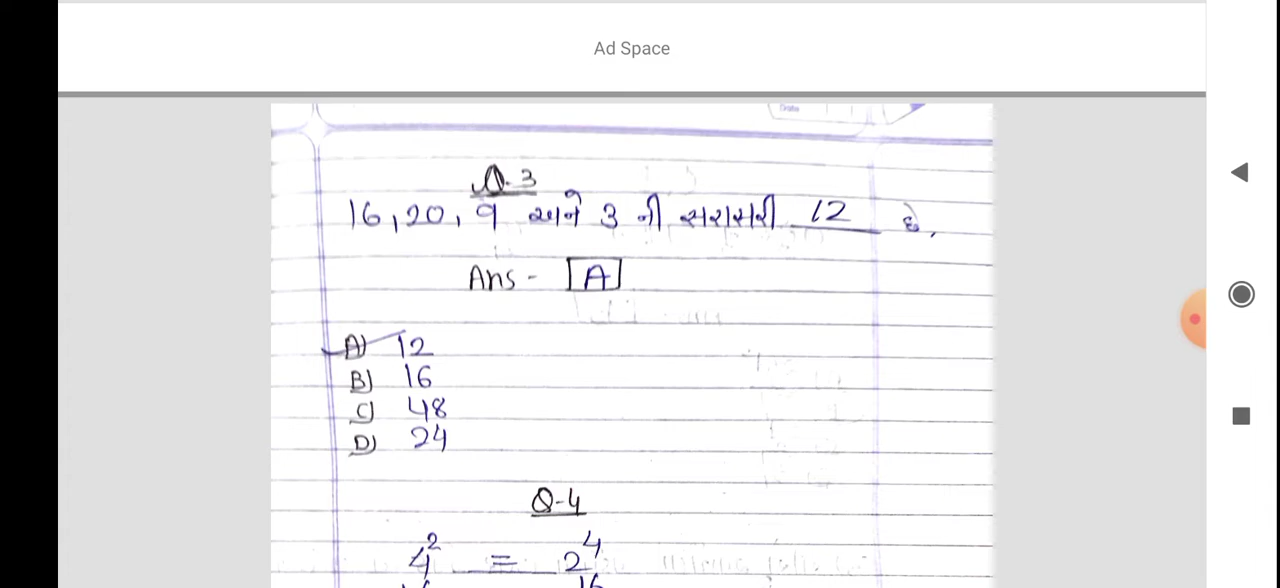 Ad Space
Q.3
16, 20, 9 અને 3 ની સરાસરી 12 છે.
Ans - A
A) 12
B) 16
C) 48
D) 24
Q-4
4² = 2⁴
16